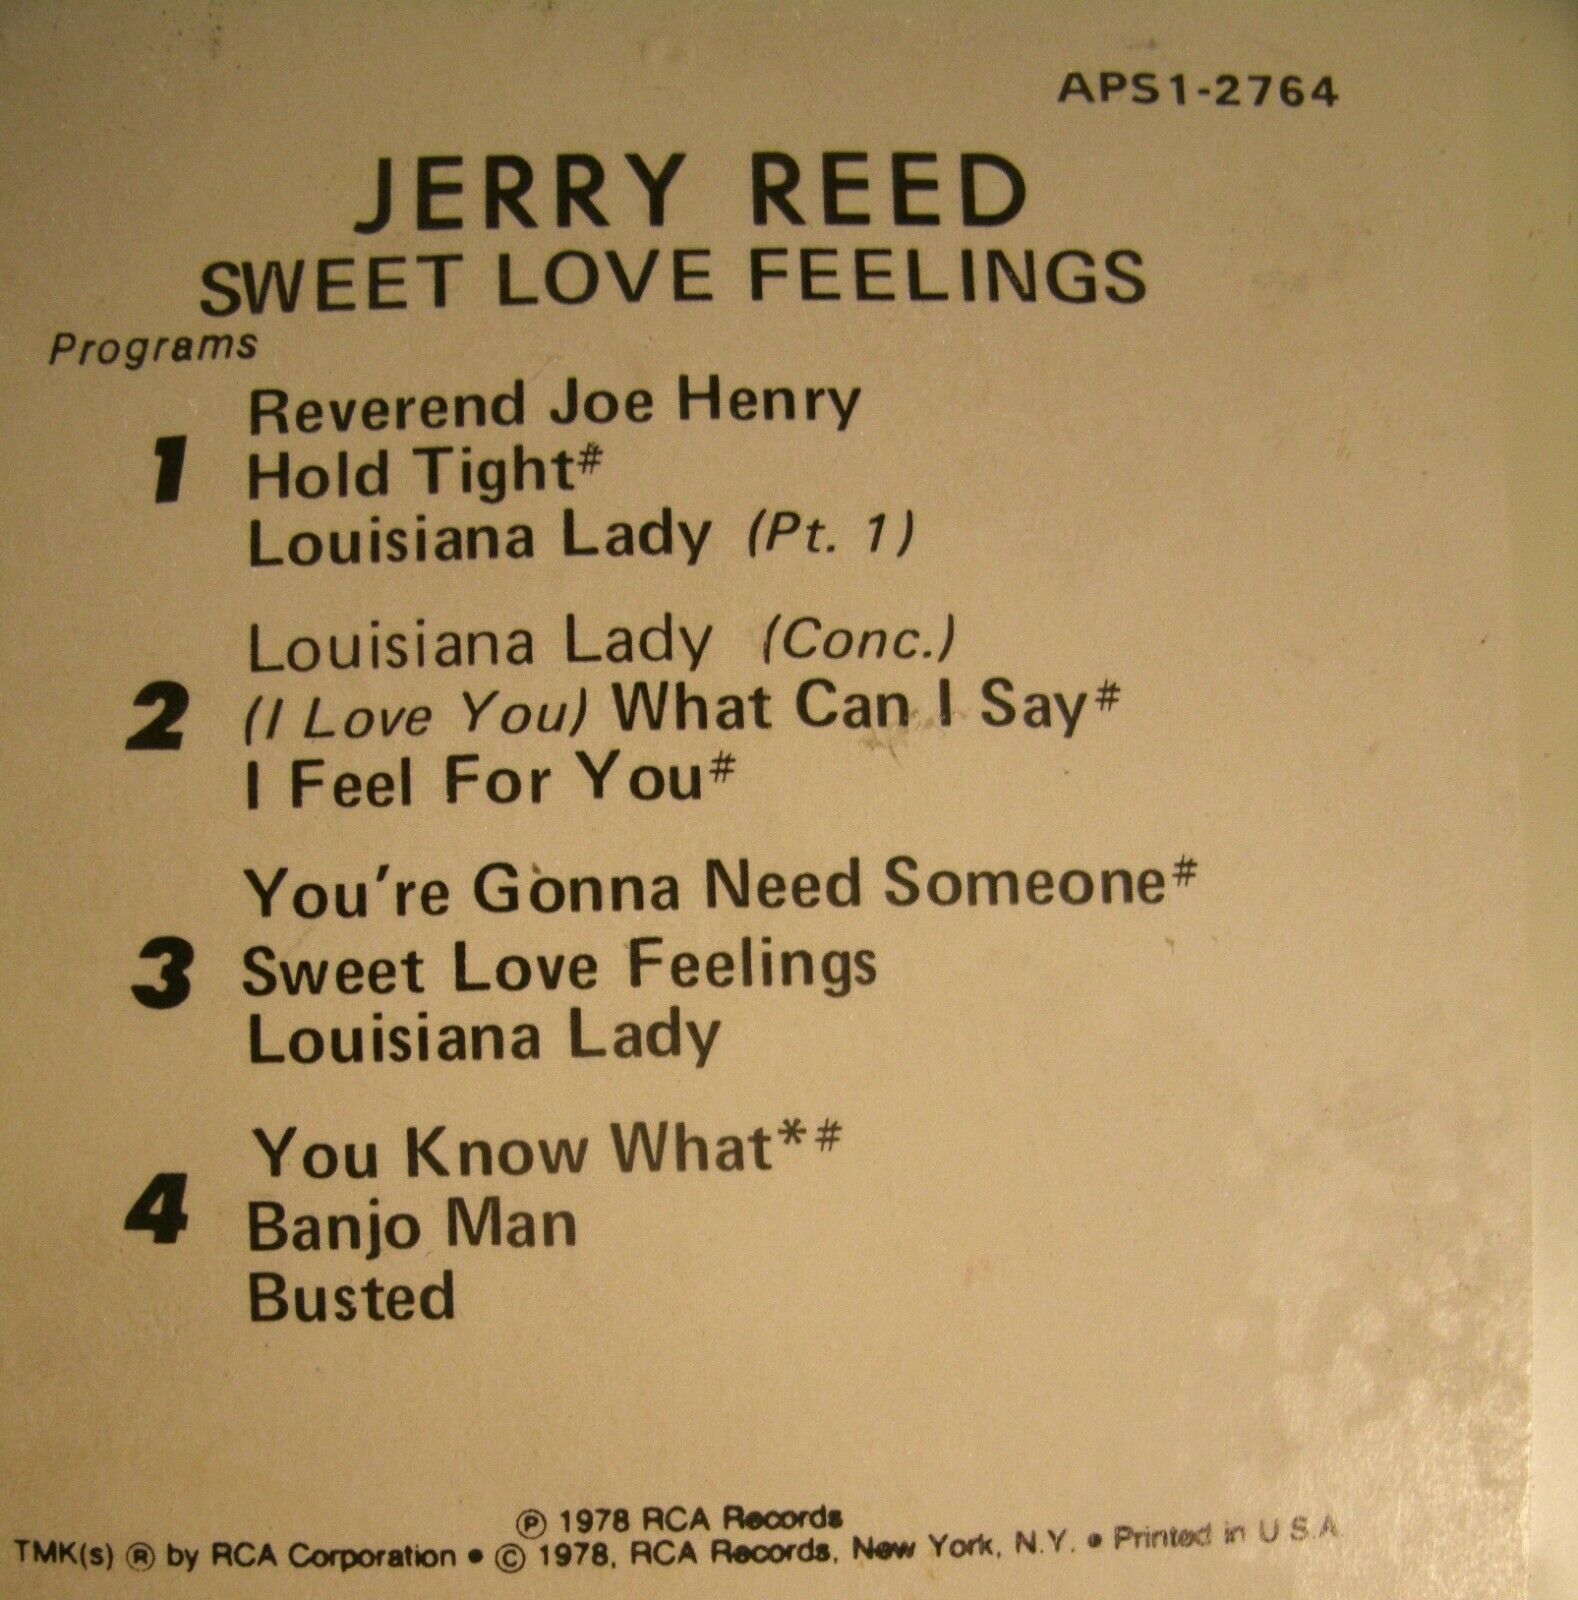 APS1-2764
JERRY REED
SWEET LOVE FEELINGS
Programs
1
Reverend Joe Henry
Hold Tight#
Louisiana Lady (Pt. 1)
2
Louisiana Lady (Conc.)
(I Love You) What Can I Say#
I Feel For You#
3
You're Gonna Need Someone#
Sweet Love Feelings
Louisiana Lady
4
You Know What*#
Banjo Man
Busted
Ⓟ 1978 RCA Records
TMK(s) ® by RCA Corporation • © 1978, RCA Records, New York, N.Y. • Printed in U.S.A.